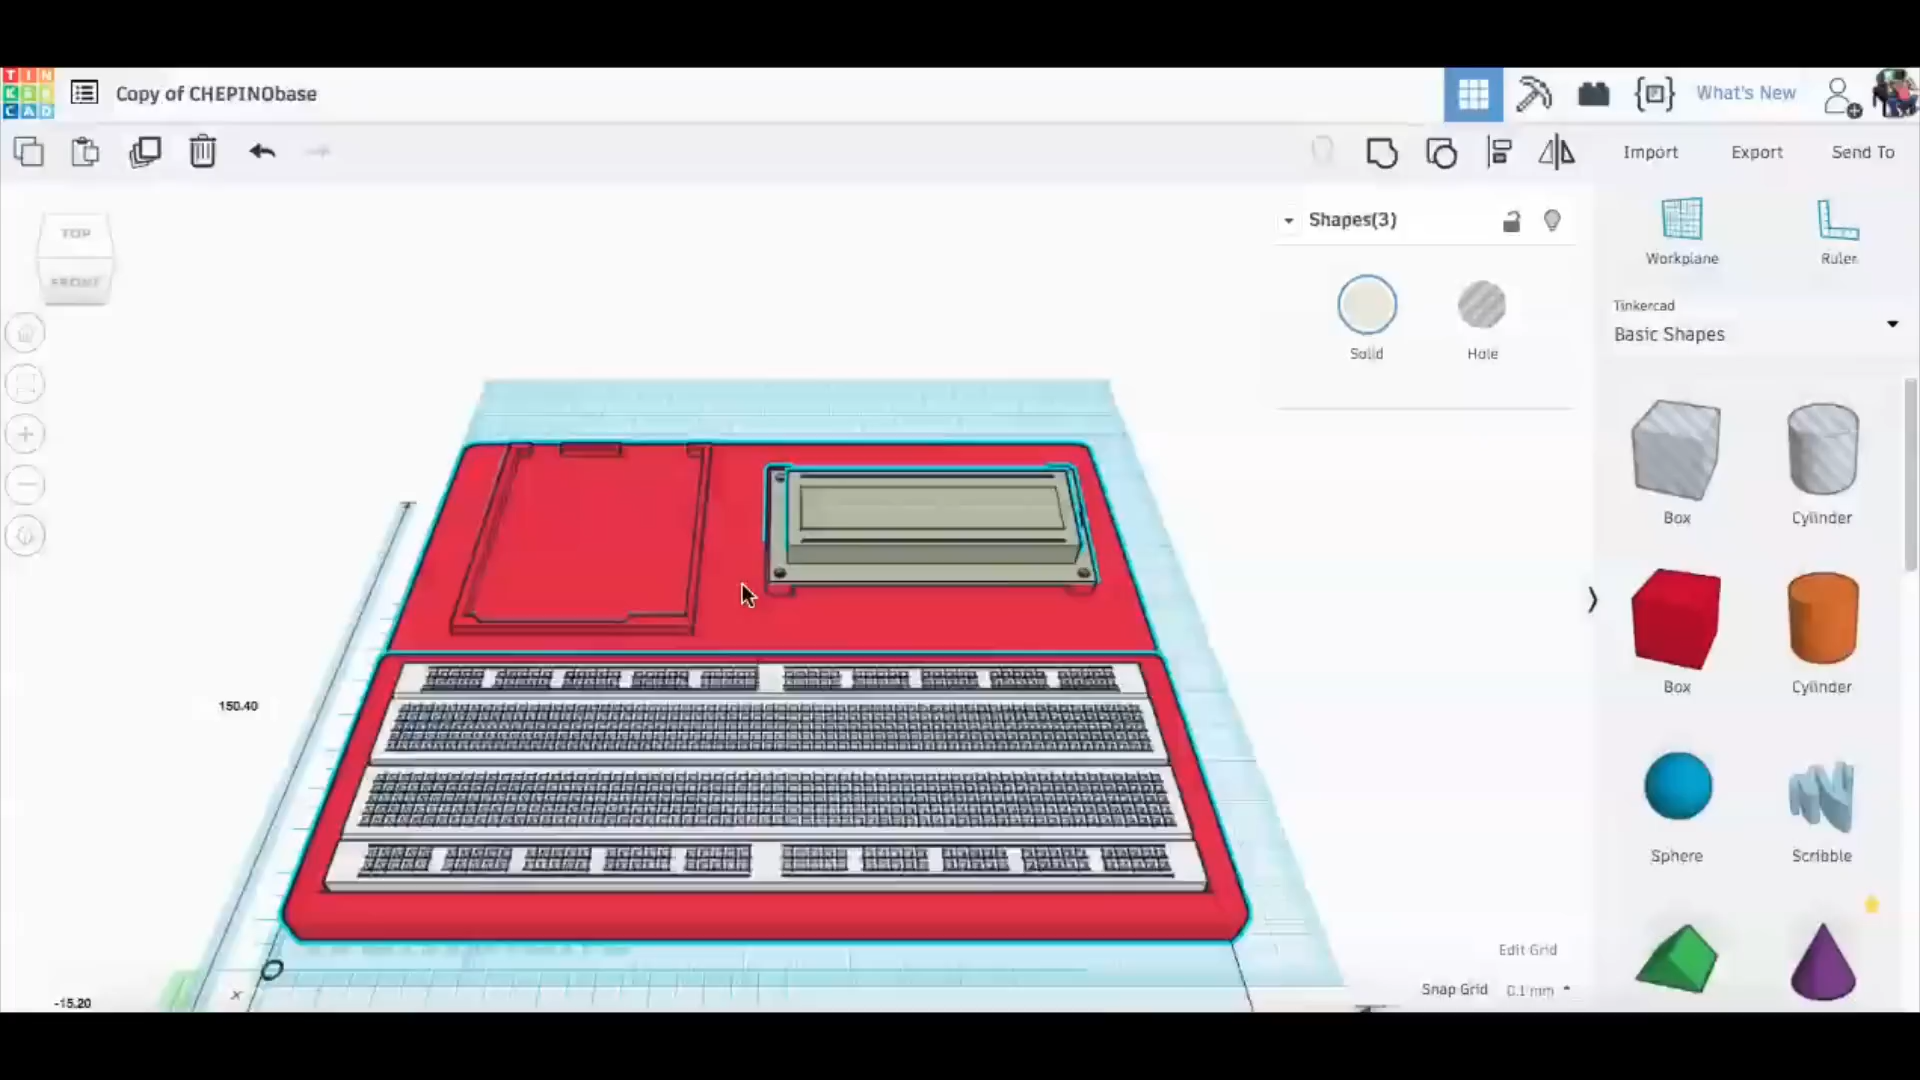 TIN
KER
CAD
Copy of CHEPINObase
What's New
Import
Export
Send To
TOP
FRONT
Shapes(3)
Solid
Hole
Workplane
Ruler
Tinkercad
Basic Shapes
Box
Cylinder
Box
Cylinder
Sphere
Scribble
150.40
-15.20
Edit Grid
Snap Grid
0.1 mm